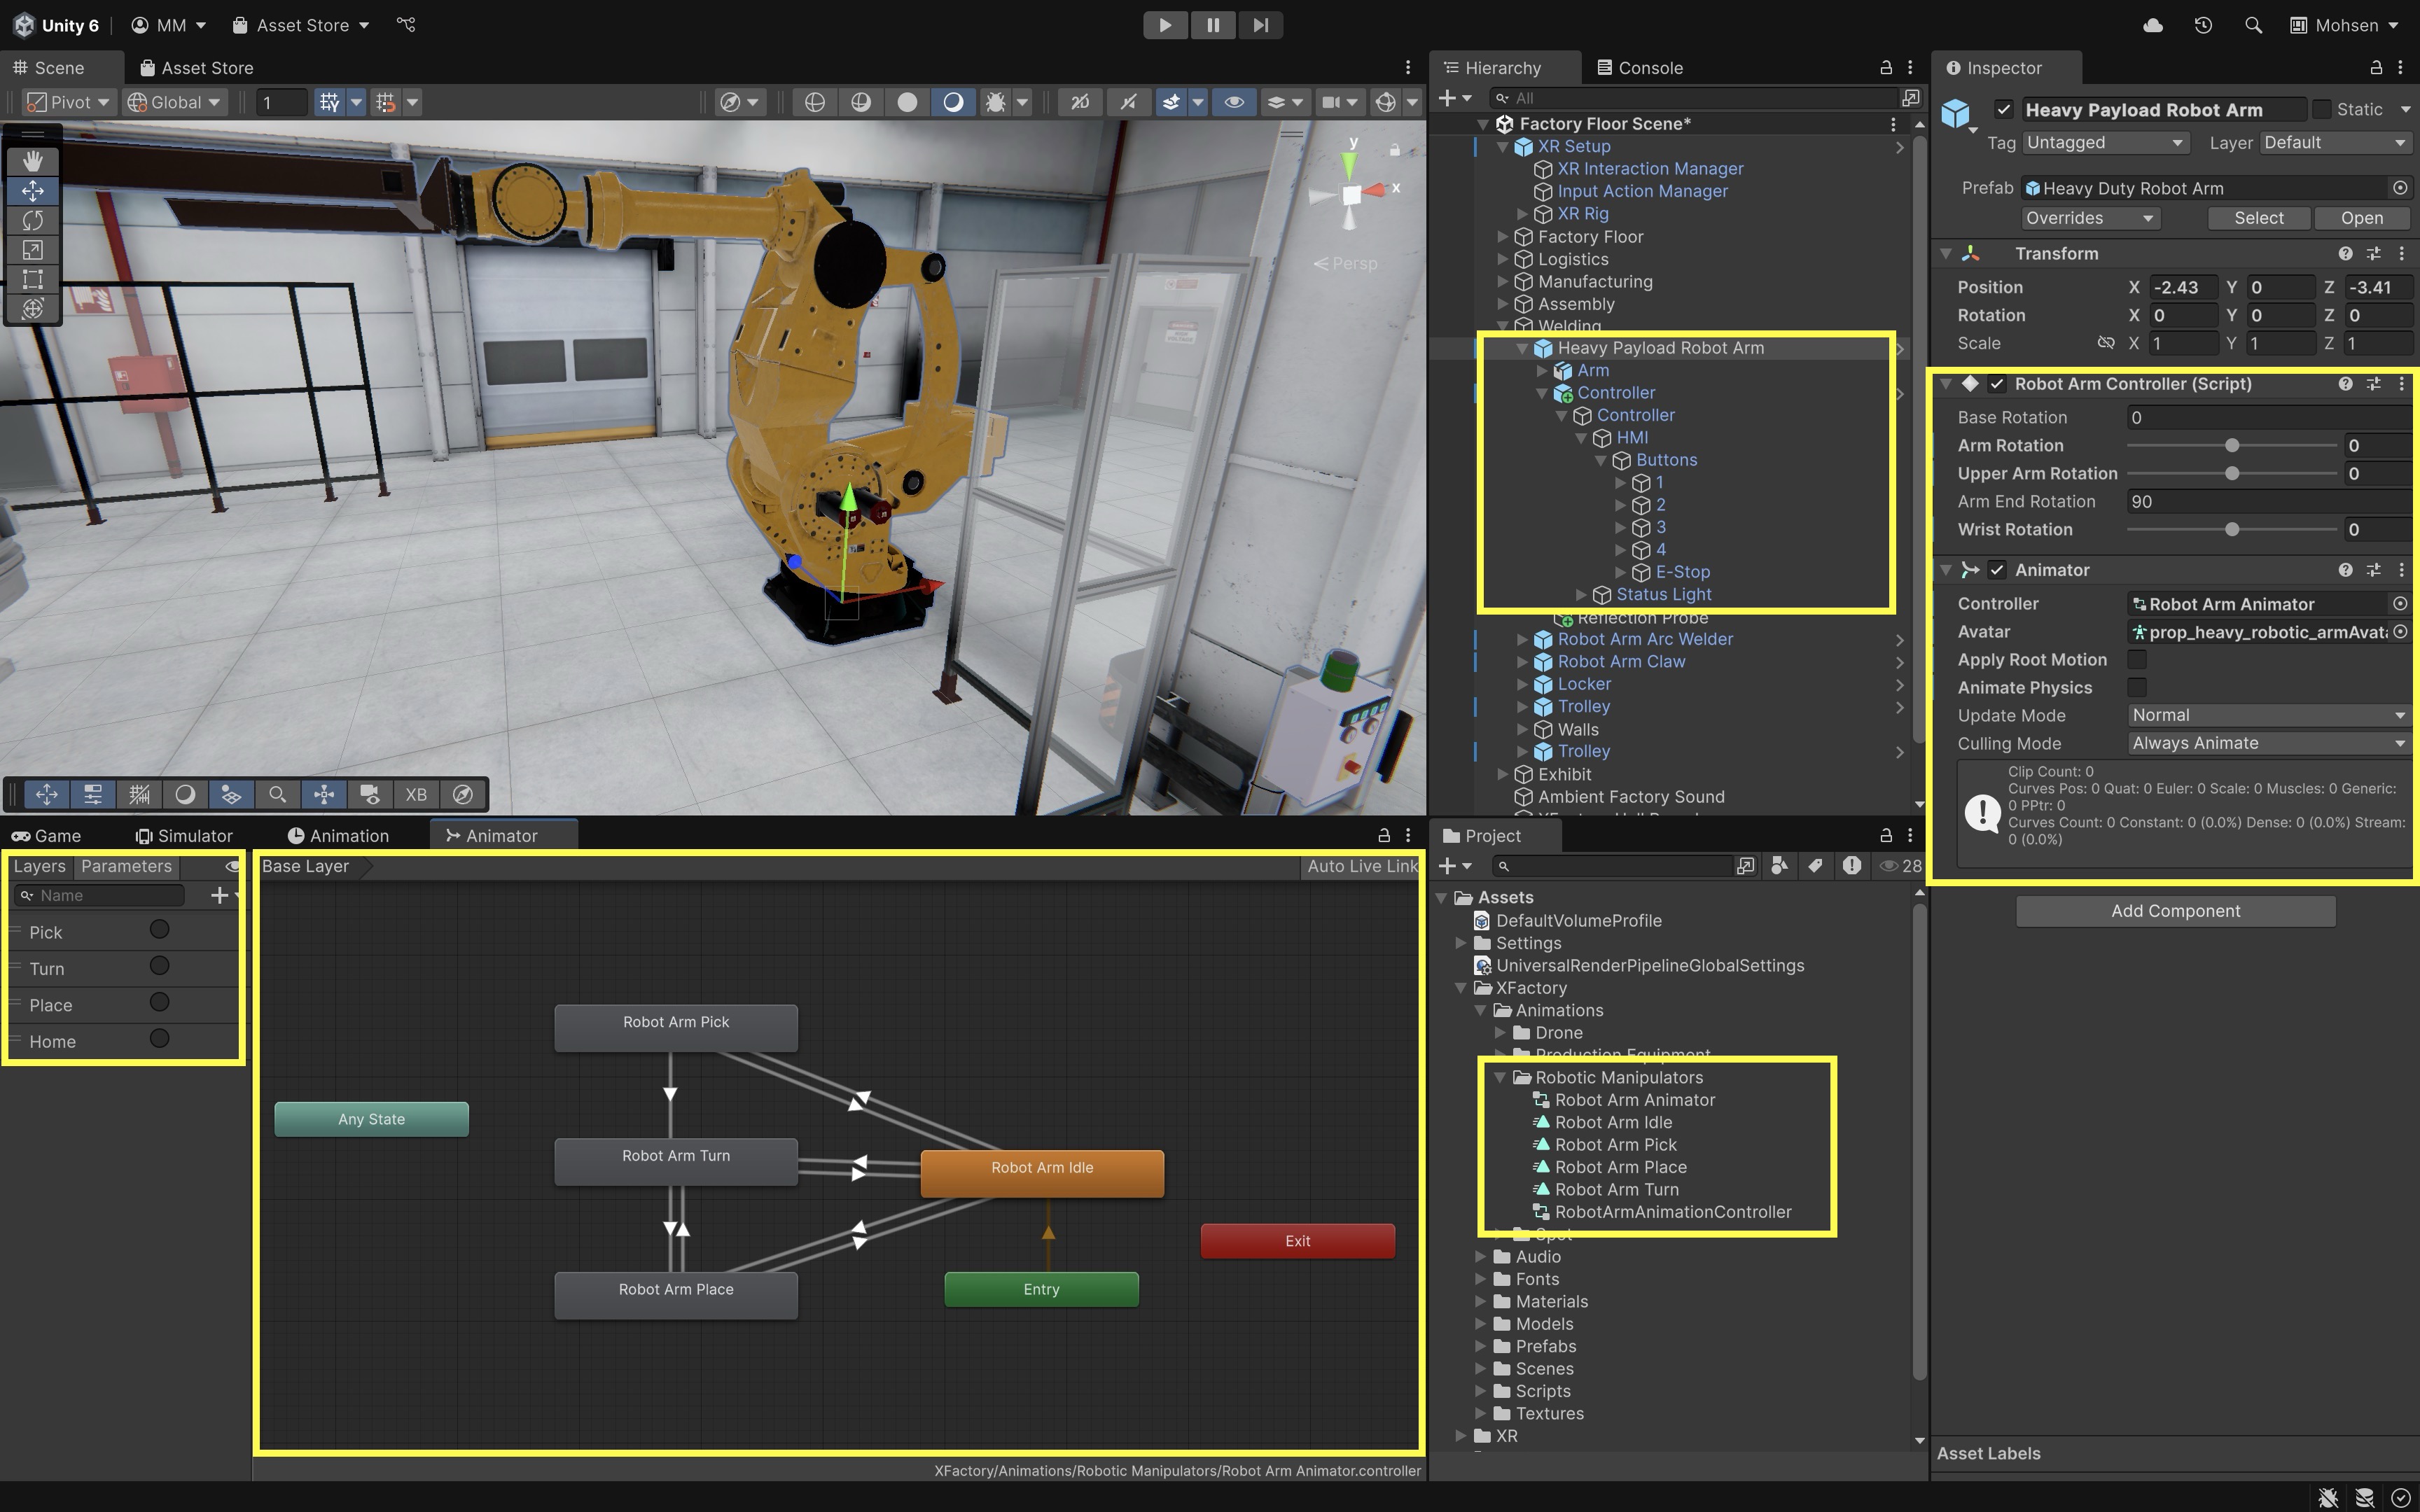 Unity 6
MM
Asset Store
Mohsen
Scene
Asset Store
Pivot
Global
1
2D
y
x
Persp
XB
Hierarchy
Console
All
Factory Floor Scene*
XR Setup
XR Interaction Manager
Input Action Manager
XR Rig
Factory Floor
Logistics
Manufacturing
Assembly
Welding
Heavy Payload Robot Arm
Arm
Controller
Controller
HMI
Buttons
1
2
3
4
E-Stop
Status Light
Reflection Probe
Robot Arm Arc Welder
Robot Arm Claw
Locker
Trolley
Walls
Trolley
Exhibit
Ambient Factory Sound
Inspector
Heavy Payload Robot Arm
Static
Tag Untagged
Layer Default
Prefab Heavy Duty Robot Arm
Overrides
Select
Open
Transform
Position X -2.43 Y 0 Z -3.41
Rotation X 0 Y 0 Z 0
Scale X 1 Y 1 Z 1
Robot Arm Controller (Script)
Base Rotation 0
Arm Rotation 0
Upper Arm Rotation 0
Arm End Rotation 90
Wrist Rotation 0
Animator
Controller Robot Arm Animator
Avatar prop_heavy_robotic_armAvat
Apply Root Motion
Animate Physics
Update Mode Normal
Culling Mode Always Animate
Clip Count: 0
Curves Pos: 0 Quat: 0 Euler: 0 Scale: 0 Muscles: 0 Generic:
0 PPtr: 0
Curves Count: 0 Constant: 0 (0.0%) Dense: 0 (0.0%) Stream:
0 (0.0%)
Add Component
Asset Labels
Game
Simulator
Animation
Animator
Layers
Parameters
Name
Pick
Turn
Place
Home
Base Layer
Auto Live Link
Robot Arm Pick
Any State
Robot Arm Turn
Robot Arm Idle
Exit
Robot Arm Place
Entry
XFactory/Animations/Robotic Manipulators/Robot Arm Animator.controller
Project
28
Assets
DefaultVolumeProfile
Settings
UniversalRenderPipelineGlobalSettings
XFactory
Animations
Drone
Production Equipment
Robotic Manipulators
Robot Arm Animator
Robot Arm Idle
Robot Arm Pick
Robot Arm Place
Robot Arm Turn
RobotArmAnimationController
Spot
Audio
Fonts
Materials
Models
Prefabs
Scenes
Scripts
Textures
XR